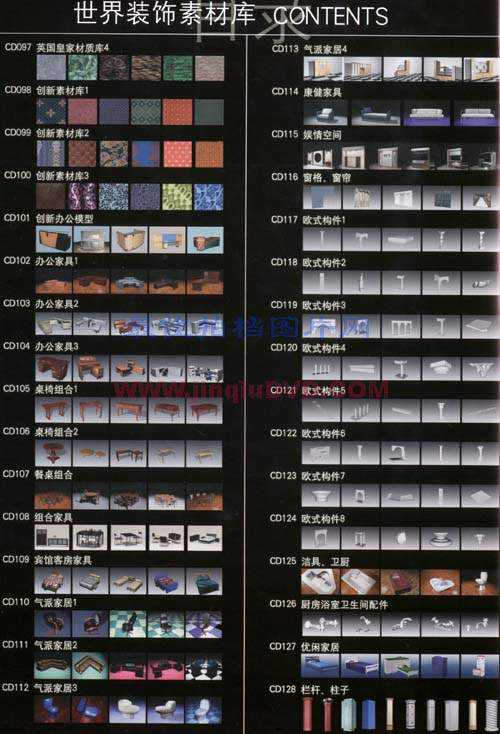 目录
世界装饰素材库 CONTENTS
CD097 英国皇家材质库4
CD098 创新素材库1
CD099 创新素材库2
CD100 创新素材库3
CD101 创新办公模型
CD102 办公家具1
CD103 办公家具2
CD104 办公家具3
CD105 桌椅组合1
CD106 桌椅组合2
CD107 餐桌组合
CD108 组合家具
CD109 宾馆客房家具
CD110 气派家居1
CD111 气派家居2
CD112 气派家居3
CD113 气派家居4
CD114 康健家具
CD115 娱情空间
CD116 窗格、窗帘
CD117 欧式构件1
CD118 欧式构件2
CD119 欧式构件3
CD120 欧式构件4
CD121 欧式构件5
CD122 欧式构件6
CD123 欧式构件7
CD124 欧式构件8
CD125 洁具、卫厨
CD126 厨房浴室卫生间配件
CD127 优闲家居
CD128 栏杆、柱子